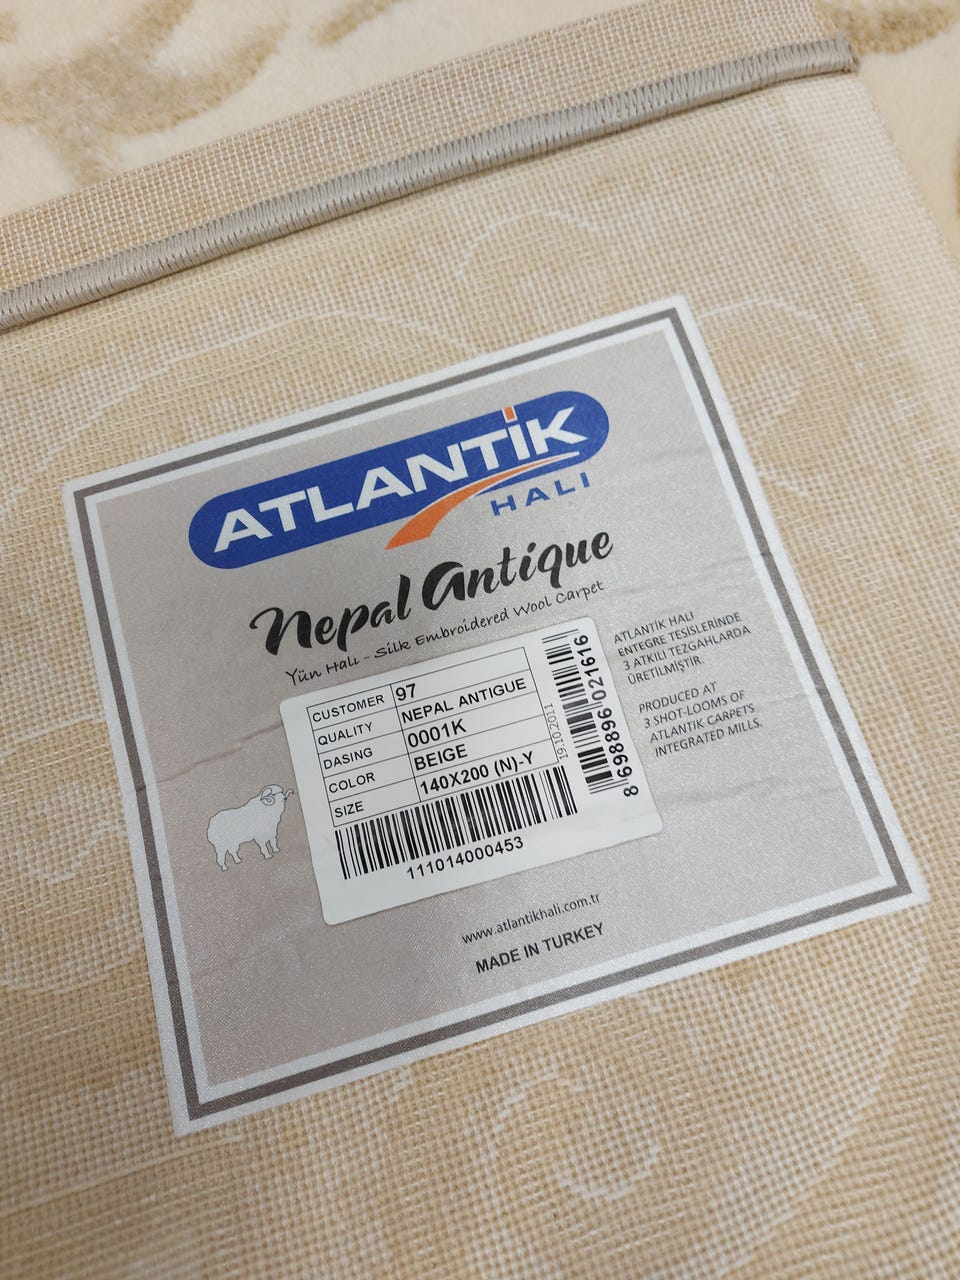 ATLANTİK
HALI
Nepal Antique
Yün Halı - Silk Embroidered Wool Carpet
CUSTOMER 97
QUALITY NEPAL ANTIGUE
DASING 0001K
COLOR BEIGE
SIZE 140X200 (N)-Y
19.10.2011
111014000453
8698896021616
ATLANTİK HALI
ENTEGRE TESİSLERİNDE
3 ATKILI TEZGAHLARDA
ÜRETİLMİŞTİR.
PRODUCED AT
3 SHOT-LOOMS OF
ATLANTIK CARPETS
INTEGRATED MILLS.
www.atlantikhali.com.tr
MADE IN TURKEY